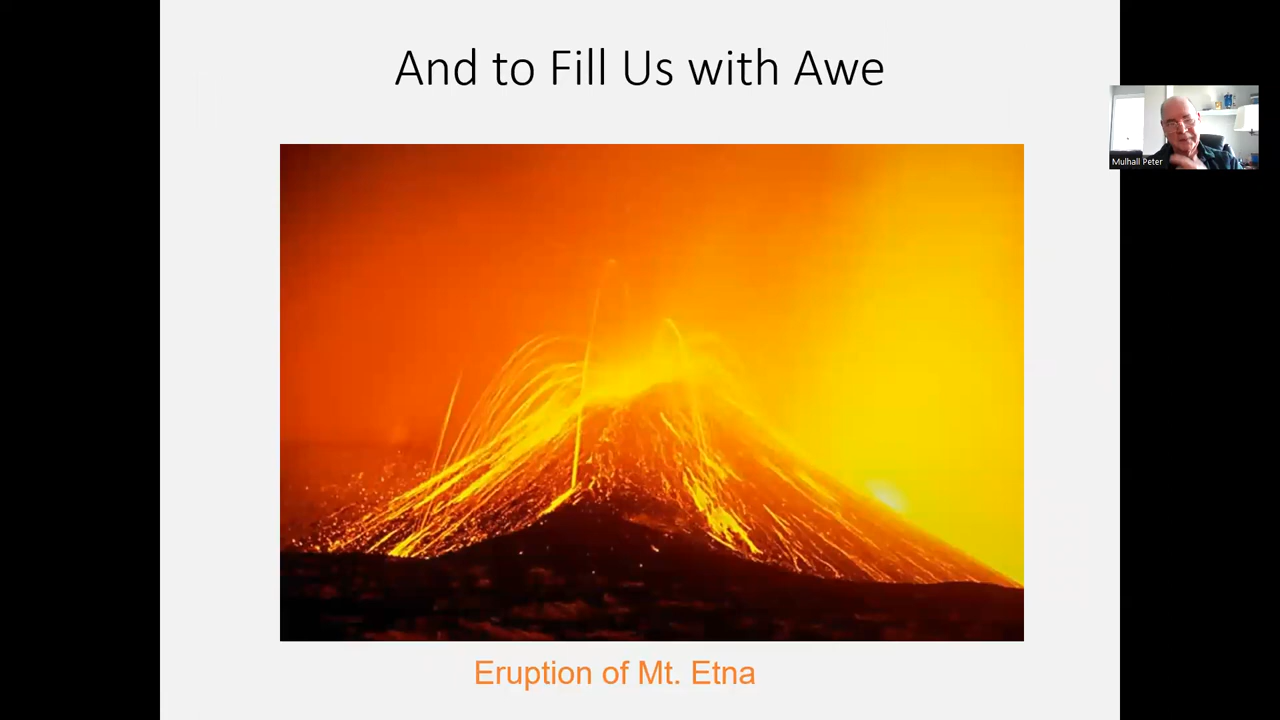 And to Fill Us with Awe
Mulhall Peter
Eruption of Mt. Etna